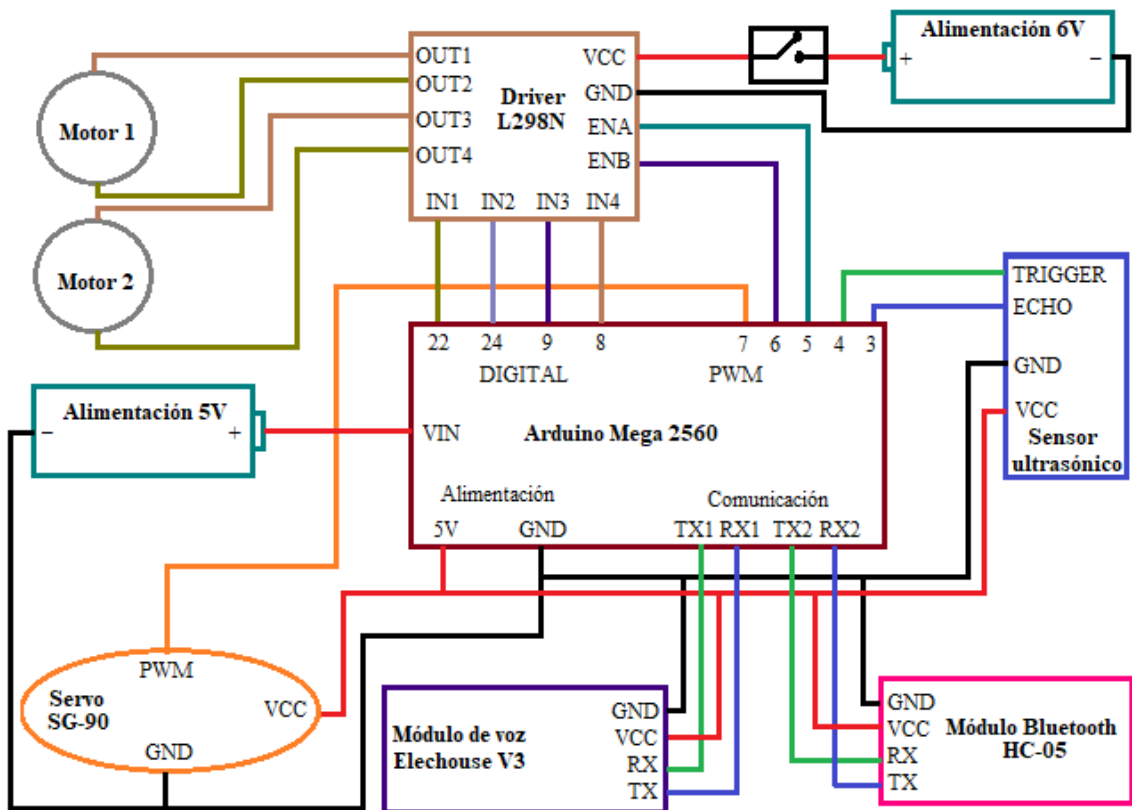 Alimentación 6V
+
−
OUT1
OUT2
OUT3
OUT4
VCC
GND
ENA
ENB
Driver
L298N
IN1 IN2 IN3 IN4
Motor 1
Motor 2
TRIGGER
ECHO
GND
VCC
Sensor
ultrasónico
22 24 9 8 7 6 5 4 3
DIGITAL PWM
Alimentación 5V
− +
VIN
Arduino Mega 2560
Alimentación Comunicación
5V GND TX1 RX1 TX2 RX2
PWM
Servo
SG-90
VCC
GND
Módulo de voz
Elechouse V3
GND
VCC
RX
TX
GND
VCC
RX
TX
Módulo Bluetooth
HC-05